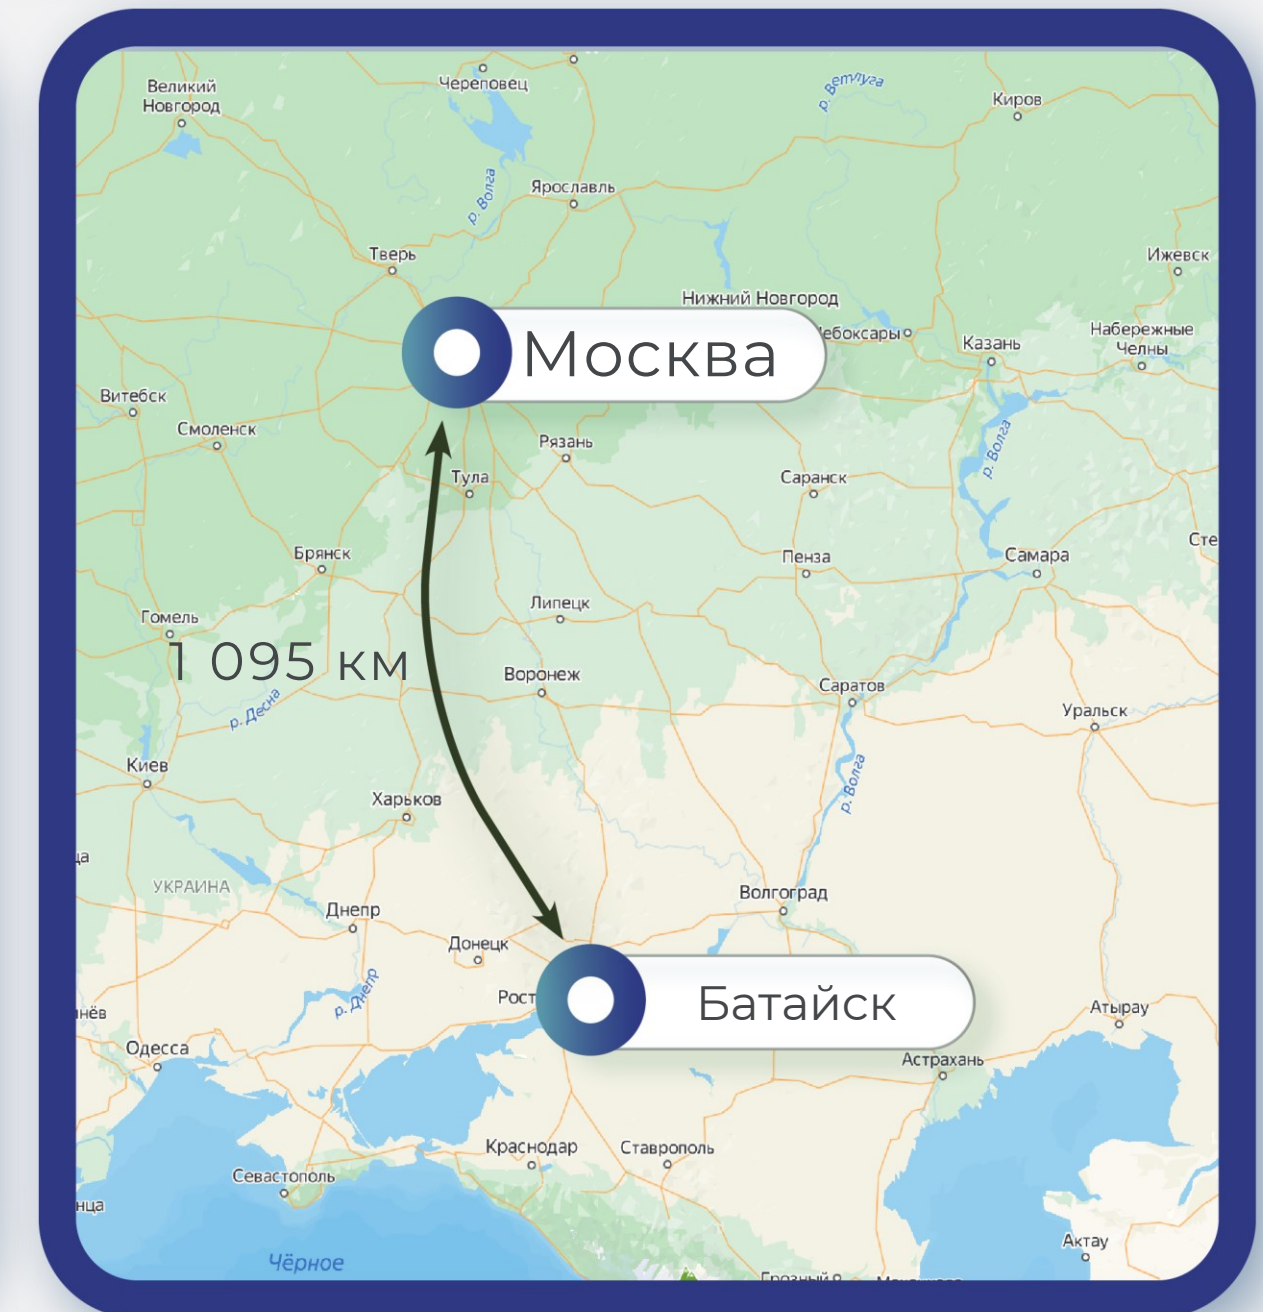 Череповец
Великий
Новгород
р. Ветлуга
Киров
р. Волга
Ярославль
Тверь
Ижевск
Нижний Новгород
Москва
Набережные
Челны
Казань
Витебск
Смоленск
Рязань
р. Волга
Тула
Саранск
Брянск
Пенза
Самара
Липецк
Гомель
1 095 км
Воронеж
Саратов
р. Десна
Уральск
Киев
р. Волга
Харьков
УКРАИНА
Волгоград
Днепр
Донецк
р. Днепр
Рост
Батайск
Атырау
Одесса
Астрахань
Краснодар
Ставрополь
Севастополь
Актау
Чёрное